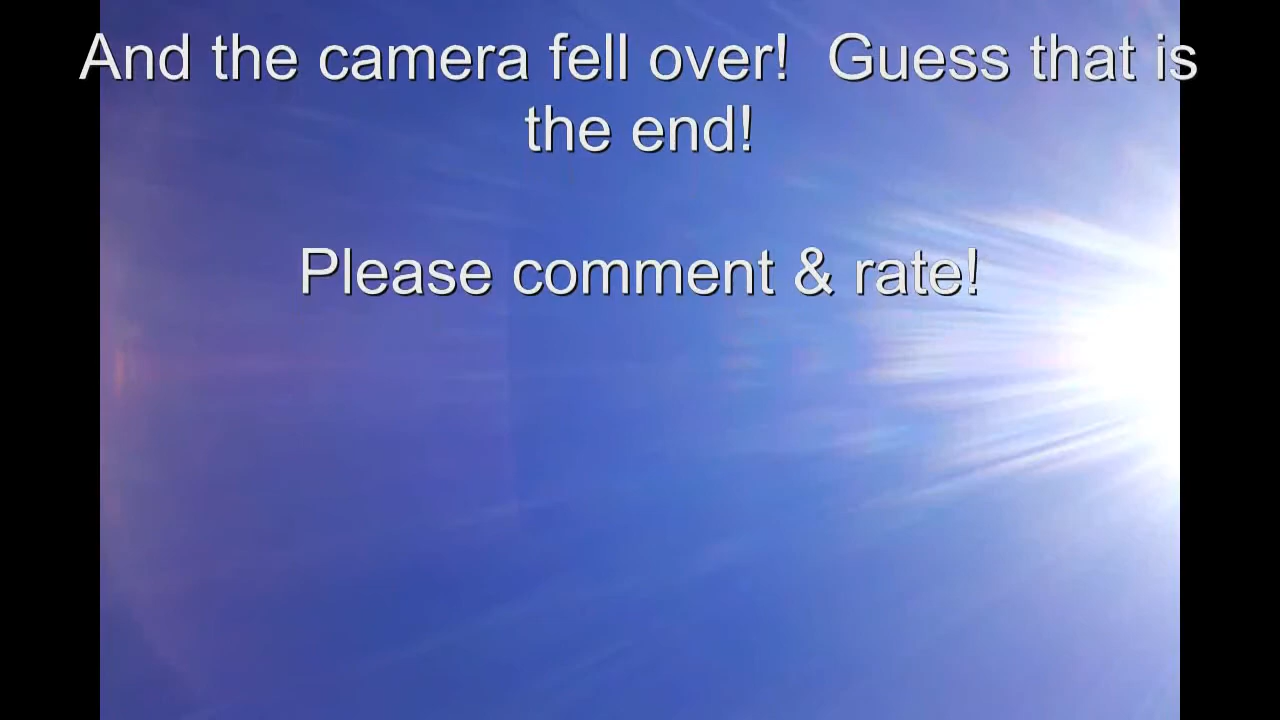 And the camera fell over!  Guess that is
the end!
Please comment & rate!